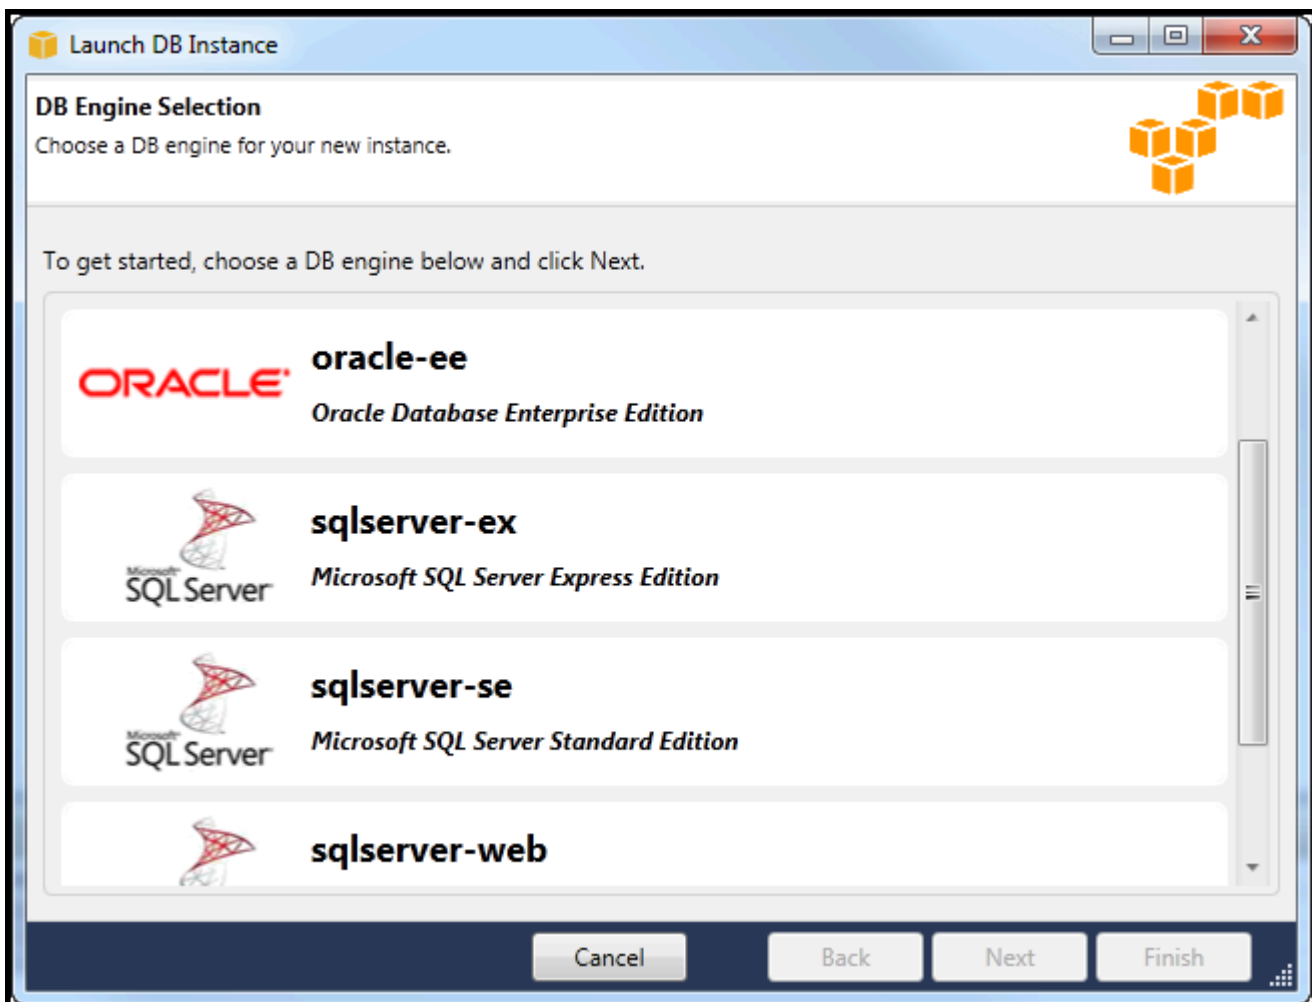 Launch DB Instance
DB Engine Selection
Choose a DB engine for your new instance.
To get started, choose a DB engine below and click Next.
ORACLE
oracle-ee
Oracle Database Enterprise Edition
sqlserver-ex
Microsoft
SQL Server
Microsoft SQL Server Express Edition
sqlserver-se
Microsoft
SQL Server
Microsoft SQL Server Standard Edition
sqlserver-web
Cancel
Back
Next
Finish